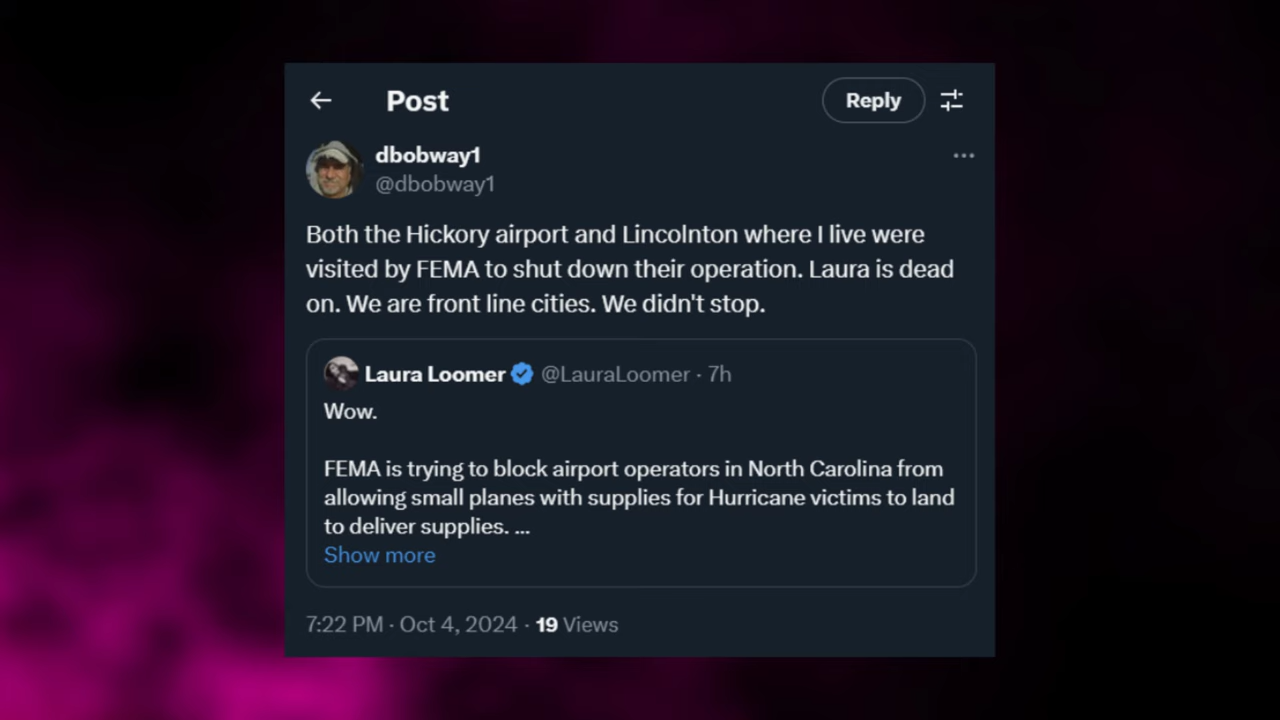 Post
Reply
dbobway1
@dbobway1
Both the Hickory airport and Lincolnton where I live were
visited by FEMA to shut down their operation. Laura is dead
on. We are front line cities. We didn't stop.
Laura Loomer @LauraLoomer · 7h
Wow.
FEMA is trying to block airport operators in North Carolina from
allowing small planes with supplies for Hurricane victims to land
to deliver supplies. ...
Show more
7:22 PM · Oct 4, 2024 · 19 Views